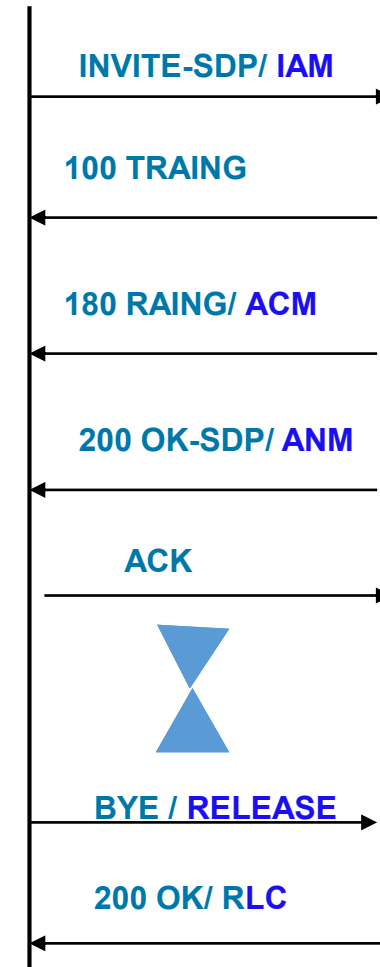 INVITE-SDP/ IAM
100 TRAING
180 RAING/ ACM
200 OK-SDP/ ANM
ACK
BYE / RELEASE
200 OK/ RLC